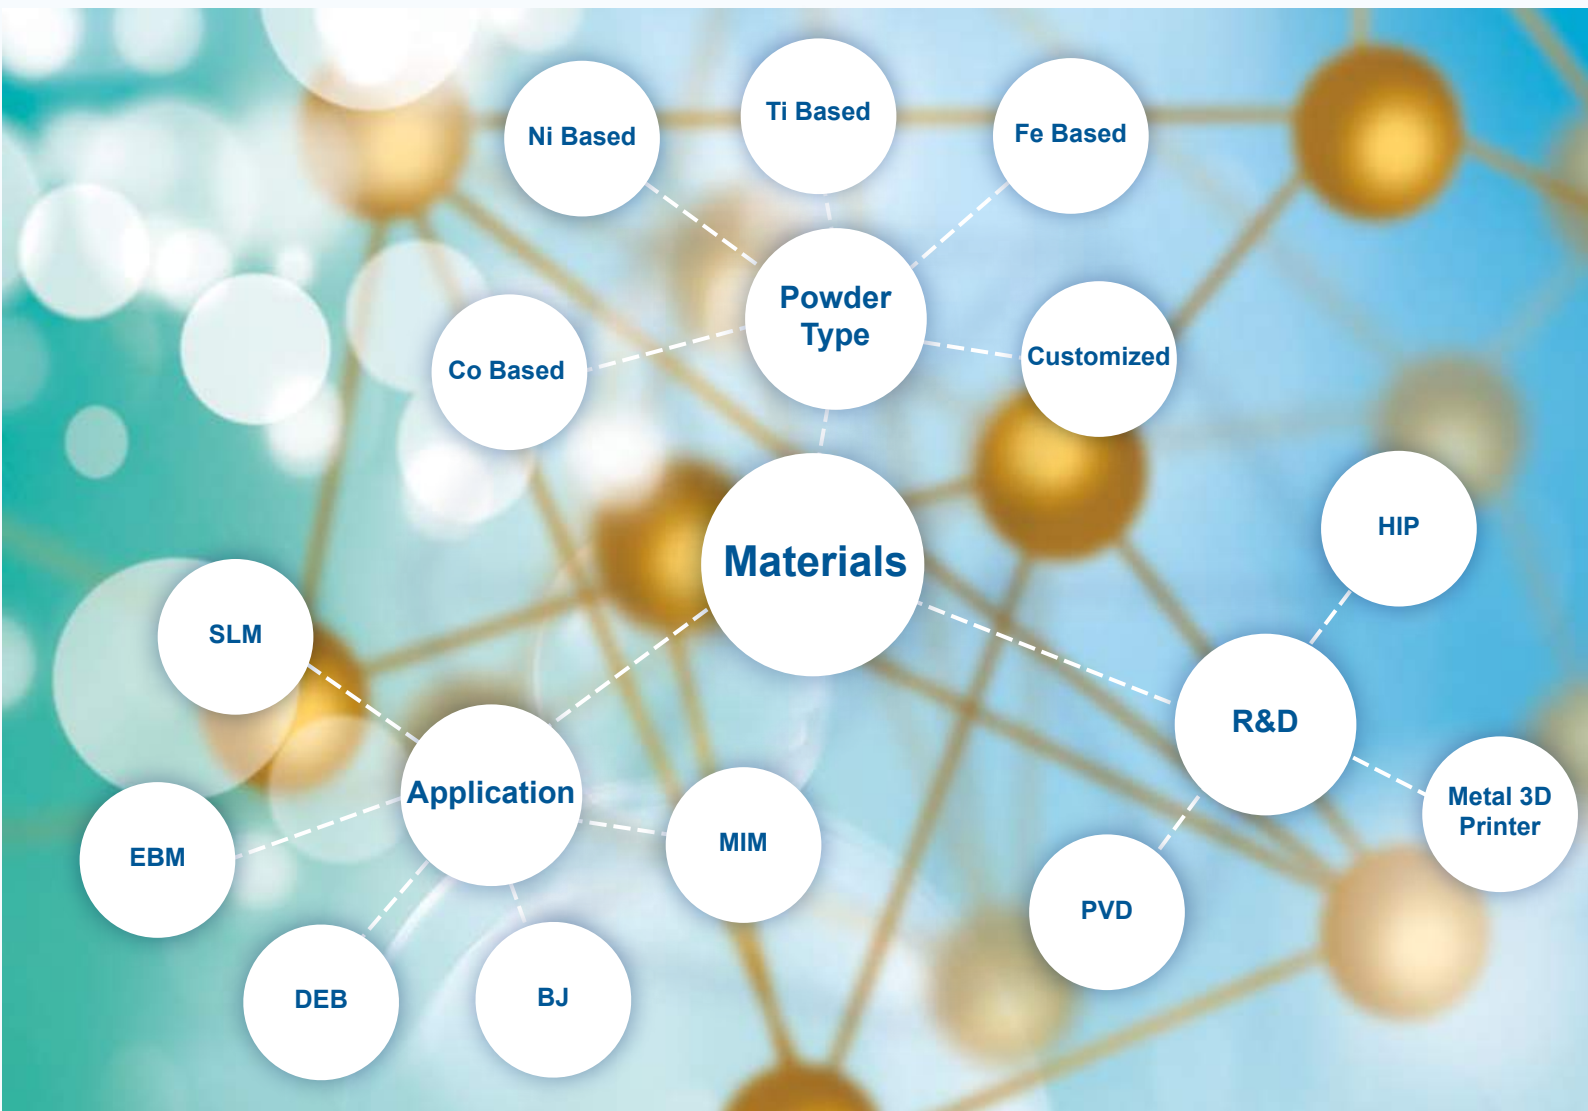 Ti Based
Ni Based
Fe Based
Powder
Type
Co Based
Customized
Materials
HIP
SLM
R&D
Application
Metal 3D
Printer
MIM
EBM
PVD
DEB
BJ